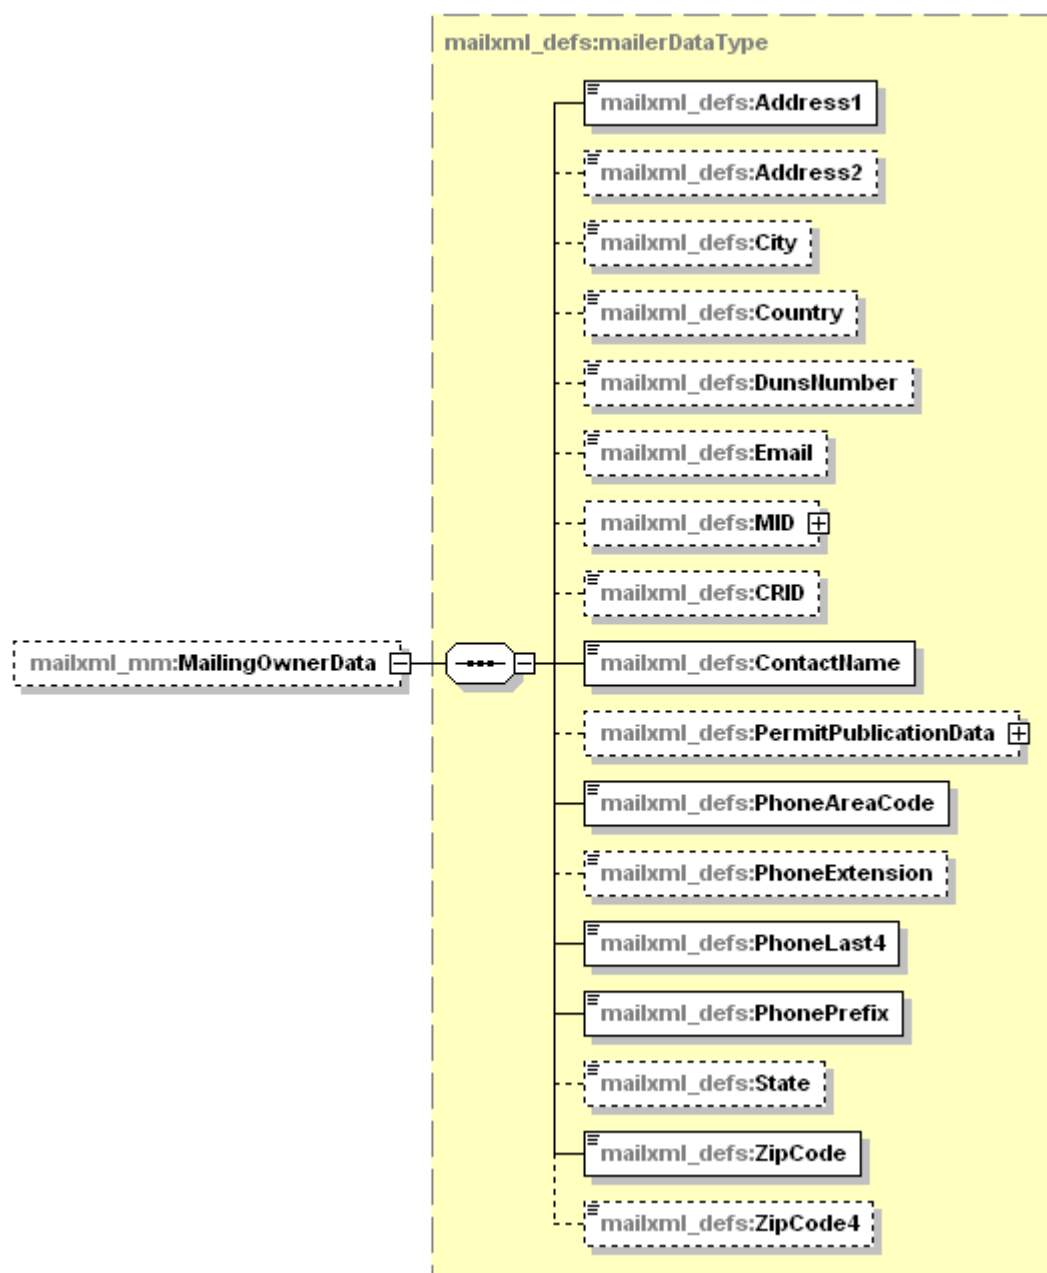 mailxml_defs:mailerDataType
mailxml_defs:Address1
mailxml_defs:Address2
mailxml_defs:City
mailxml_defs:Country
mailxml_defs:DunsNumber
mailxml_defs:Email
mailxml_defs:MID
mailxml_defs:CRID
mailxml_mm:MailingOwnerData
mailxml_defs:ContactName
mailxml_defs:PermitPublicationData
mailxml_defs:PhoneAreaCode
mailxml_defs:PhoneExtension
mailxml_defs:PhoneLast4
mailxml_defs:PhonePrefix
mailxml_defs:State
mailxml_defs:ZipCode
mailxml_defs:ZipCode4